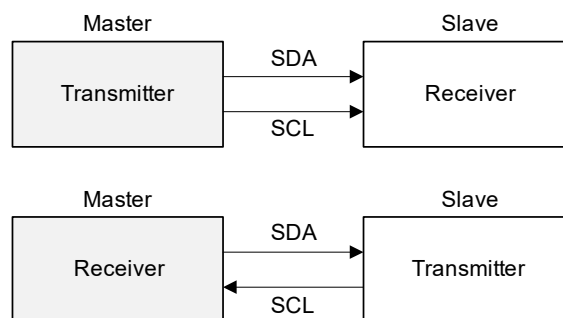 Master Slave
Transmitter SDA Receiver
SCL
Master Slave
Receiver SDA Transmitter
SCL